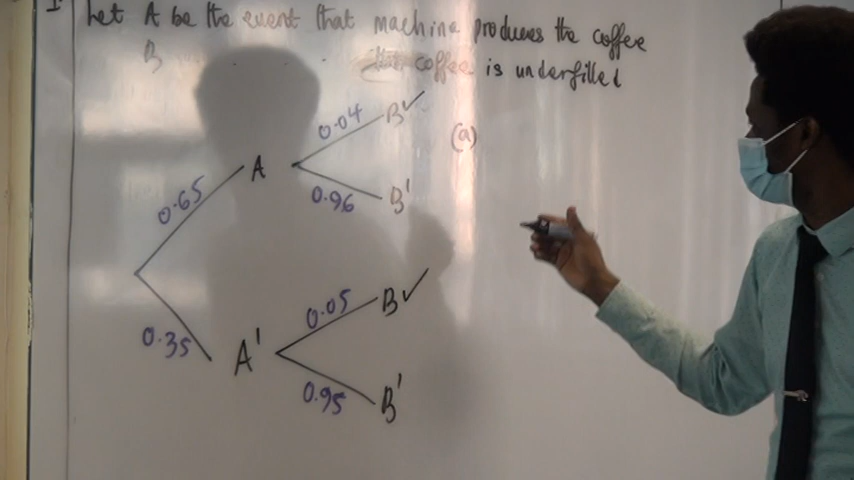 Let A be the event that machine produces the coffee
B . . . the coffee is underfilled
(a)
0.65
A
0.04
B ✓
0.96
B'
0.35
A'
0.05
B ✓
0.95
B'